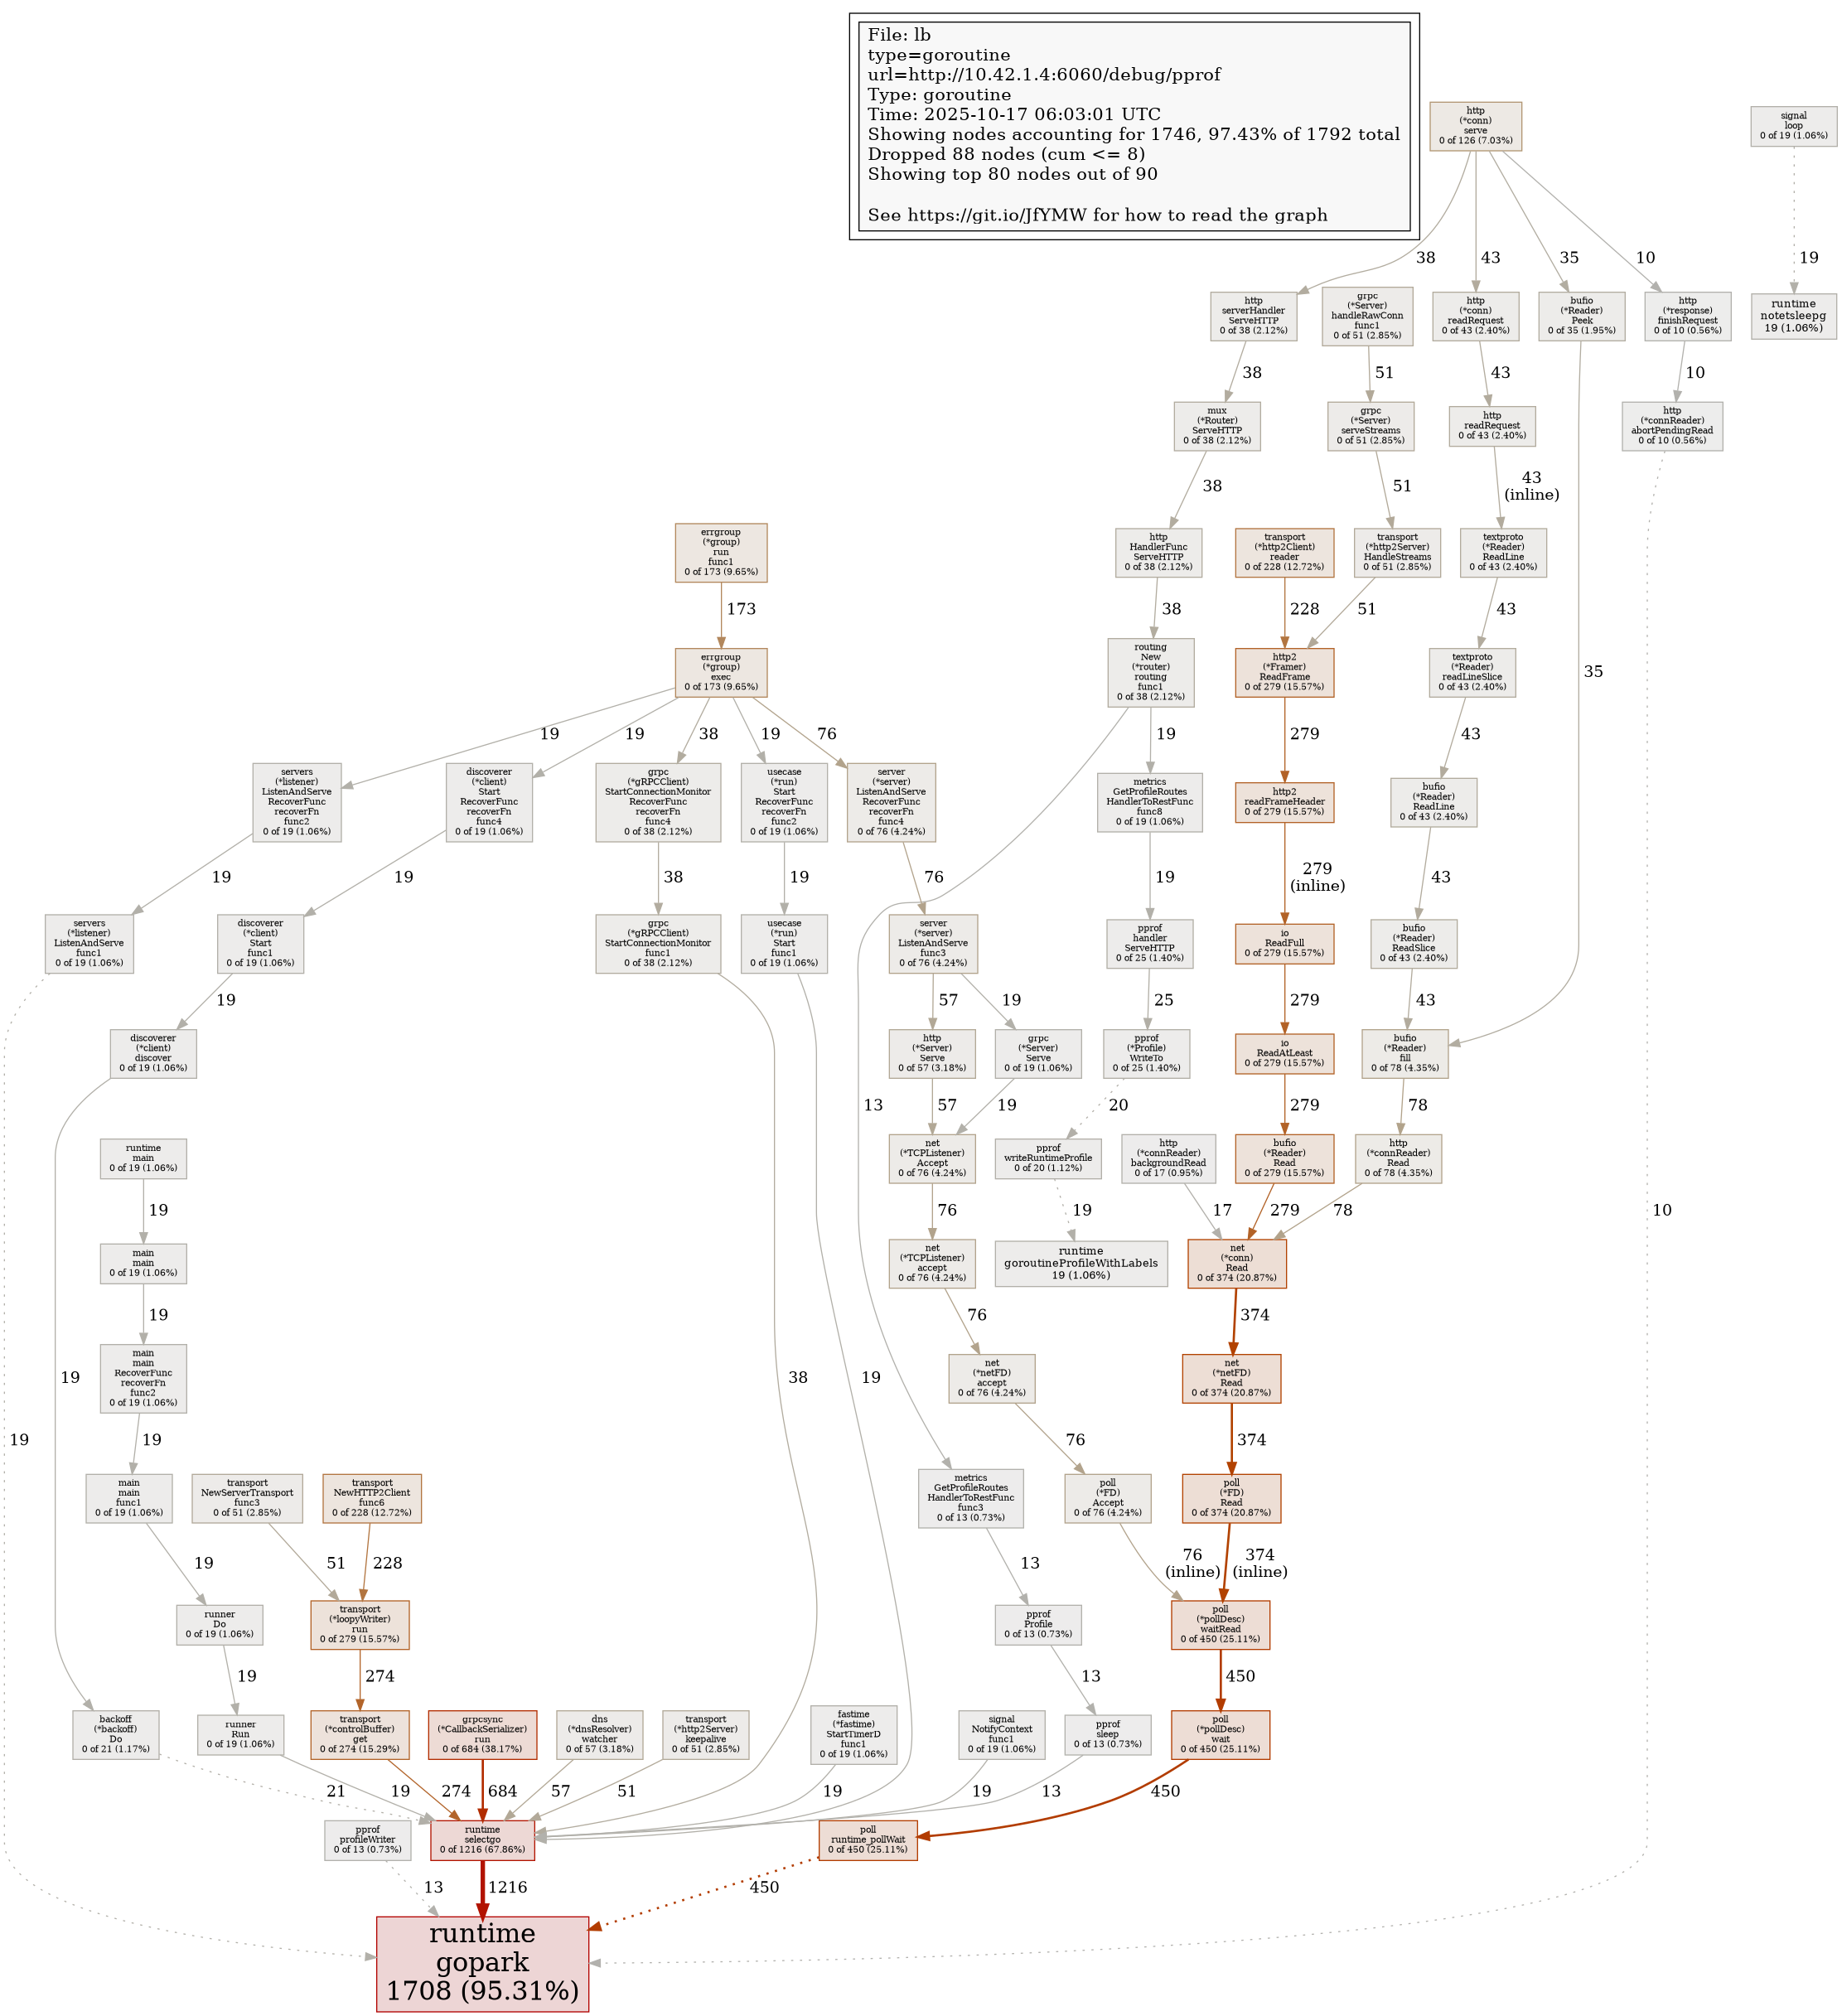 File: lb
type=goroutine
url=http://10.42.1.4:6060/debug/pprof
Type: goroutine
Time: 2025-10-17 06:03:01 UTC
Showing nodes accounting for 1746, 97.43% of 1792 total
Dropped 88 nodes (cum <= 8)
Showing top 80 nodes out of 90
See https://git.io/JfYMW for how to read the graph
http
(*conn)
serve
0 of 126 (7.03%)
signal
loop
0 of 19 (1.06%)
38
43
35
10
19
http
serverHandler
ServeHTTP
0 of 38 (2.12%)
grpc
(*Server)
handleRawConn
func1
0 of 51 (2.85%)
http
(*conn)
readRequest
0 of 43 (2.40%)
bufio
(*Reader)
Peek
0 of 35 (1.95%)
http
(*response)
finishRequest
0 of 10 (0.56%)
runtime
notetsleepg
19 (1.06%)
38
51
43
10
mux
(*Router)
ServeHTTP
0 of 38 (2.12%)
grpc
(*Server)
serveStreams
0 of 51 (2.85%)
http
readRequest
0 of 43 (2.40%)
http
(*connReader)
abortPendingRead
0 of 10 (0.56%)
38
51
43
(inline)
errgroup
(*group)
run
func1
0 of 173 (9.65%)
http
HandlerFunc
ServeHTTP
0 of 38 (2.12%)
transport
(*http2Client)
reader
0 of 228 (12.72%)
transport
(*http2Server)
HandleStreams
0 of 51 (2.85%)
textproto
(*Reader)
ReadLine
0 of 43 (2.40%)
173
38
228
51
43
errgroup
(*group)
exec
0 of 173 (9.65%)
routing
New
(*router)
routing
func1
0 of 38 (2.12%)
http2
(*Framer)
ReadFrame
0 of 279 (15.57%)
textproto
(*Reader)
readLineSlice
0 of 43 (2.40%)
35
19
19
38
19
76
19
279
43
servers
(*listener)
ListenAndServe
RecoverFunc
recoverFn
func2
0 of 19 (1.06%)
discoverer
(*client)
Start
RecoverFunc
recoverFn
func4
0 of 19 (1.06%)
grpc
(*gRPCClient)
StartConnectionMonitor
RecoverFunc
recoverFn
func4
0 of 38 (2.12%)
usecase
(*run)
Start
RecoverFunc
recoverFn
func2
0 of 19 (1.06%)
server
(*server)
ListenAndServe
RecoverFunc
recoverFn
func4
0 of 76 (4.24%)
metrics
GetProfileRoutes
HandlerToRestFunc
func8
0 of 19 (1.06%)
http2
readFrameHeader
0 of 279 (15.57%)
bufio
(*Reader)
ReadLine
0 of 43 (2.40%)
19
19
38
19
76
19
279
(inline)
43
servers
(*listener)
ListenAndServe
func1
0 of 19 (1.06%)
discoverer
(*client)
Start
func1
0 of 19 (1.06%)
grpc
(*gRPCClient)
StartConnectionMonitor
func1
0 of 38 (2.12%)
usecase
(*run)
Start
func1
0 of 19 (1.06%)
server
(*server)
ListenAndServe
func3
0 of 76 (4.24%)
pprof
handler
ServeHTTP
0 of 25 (1.40%)
io
ReadFull
0 of 279 (15.57%)
bufio
(*Reader)
ReadSlice
0 of 43 (2.40%)
19
57
19
25
279
43
discoverer
(*client)
discover
0 of 19 (1.06%)
http
(*Server)
Serve
0 of 57 (3.18%)
grpc
(*Server)
Serve
0 of 19 (1.06%)
pprof
(*Profile)
WriteTo
0 of 25 (1.40%)
io
ReadAtLeast
0 of 279 (15.57%)
bufio
(*Reader)
fill
0 of 78 (4.35%)
13
57
19
20
279
78
runtime
main
0 of 19 (1.06%)
net
(*TCPListener)
Accept
0 of 76 (4.24%)
pprof
writeRuntimeProfile
0 of 20 (1.12%)
http
(*connReader)
backgroundRead
0 of 17 (0.95%)
bufio
(*Reader)
Read
0 of 279 (15.57%)
http
(*connReader)
Read
0 of 78 (4.35%)
19
76
19
17
279
78
10
main
main
0 of 19 (1.06%)
net
(*TCPListener)
accept
0 of 76 (4.24%)
runtime
goroutineProfileWithLabels
19 (1.06%)
net
(*conn)
Read
0 of 374 (20.87%)
19
76
374
19
38
19
main
main
RecoverFunc
recoverFn
func2
0 of 19 (1.06%)
net
(*netFD)
accept
0 of 76 (4.24%)
net
(*netFD)
Read
0 of 374 (20.87%)
19
19
76
374
main
main
func1
0 of 19 (1.06%)
transport
NewServerTransport
func3
0 of 51 (2.85%)
transport
NewHTTP2Client
func6
0 of 228 (12.72%)
metrics
GetProfileRoutes
HandlerToRestFunc
func3
0 of 13 (0.73%)
poll
(*FD)
Accept
0 of 76 (4.24%)
poll
(*FD)
Read
0 of 374 (20.87%)
19
51
228
13
76
(inline)
374
(inline)
runner
Do
0 of 19 (1.06%)
transport
(*loopyWriter)
run
0 of 279 (15.57%)
pprof
Profile
0 of 13 (0.73%)
poll
(*pollDesc)
waitRead
0 of 450 (25.11%)
19
274
13
450
backoff
(*backoff)
Do
0 of 21 (1.17%)
runner
Run
0 of 19 (1.06%)
transport
(*controlBuffer)
get
0 of 274 (15.29%)
grpcsync
(*CallbackSerializer)
run
0 of 684 (38.17%)
dns
(*dnsResolver)
watcher
0 of 57 (3.18%)
transport
(*http2Server)
keepalive
0 of 51 (2.85%)
fastime
(*fastime)
StartTimerD
func1
0 of 19 (1.06%)
signal
NotifyContext
func1
0 of 19 (1.06%)
pprof
sleep
0 of 13 (0.73%)
poll
(*pollDesc)
wait
0 of 450 (25.11%)
21
19
274
684
57
51
19
19
13
450
pprof
profileWriter
0 of 13 (0.73%)
runtime
selectgo
0 of 1216 (67.86%)
poll
runtime_pollWait
0 of 450 (25.11%)
13
1216
450
runtime
gopark
1708 (95.31%)